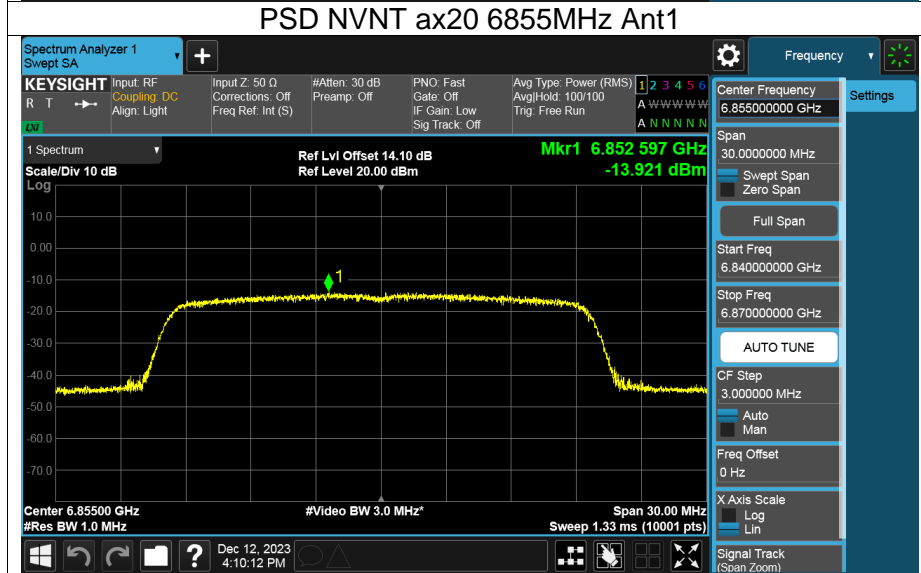 PSD NVNT ax20 6855MHz Ant1
Spectrum Analyzer 1
Swept SA
+
Frequency
KEYSIGHT
R T
LXI
Input: RF
Coupling: DC
Align: Light
Input Z: 50 Ω
Corrections: Off
Freq Ref: Int (S)
#Atten: 30 dB
Preamp: Off
PNO: Fast
Gate: Off
IF Gain: Low
Sig Track: Off
Avg Type: Power (RMS)
Avg|Hold: 100/100
Trig: Free Run
1 2 3 4 5 6
A W W W W W
A N N N N N
1 Spectrum
Scale/Div 10 dB
Log
Ref Lvl Offset 14.10 dB
Ref Level 20.00 dBm
Mkr1 6.852 597 GHz
-13.921 dBm
10.0
0.00
-10.0
-20.0
-30.0
-40.0
-50.0
-60.0
-70.0
1
Center 6.85500 GHz
#Res BW 1.0 MHz
#Video BW 3.0 MHz*
Span 30.00 MHz
Sweep 1.33 ms (10001 pts)
?
Dec 12, 2023
4:10:12 PM
Center Frequency
6.855000000 GHz
Settings
Span
30.0000000 MHz
Swept Span
Zero Span
Full Span
Start Freq
6.840000000 GHz
Stop Freq
6.870000000 GHz
AUTO TUNE
CF Step
3.000000 MHz
Auto
Man
Freq Offset
0 Hz
X Axis Scale
Log
Lin
Signal Track
(Span Zoom)